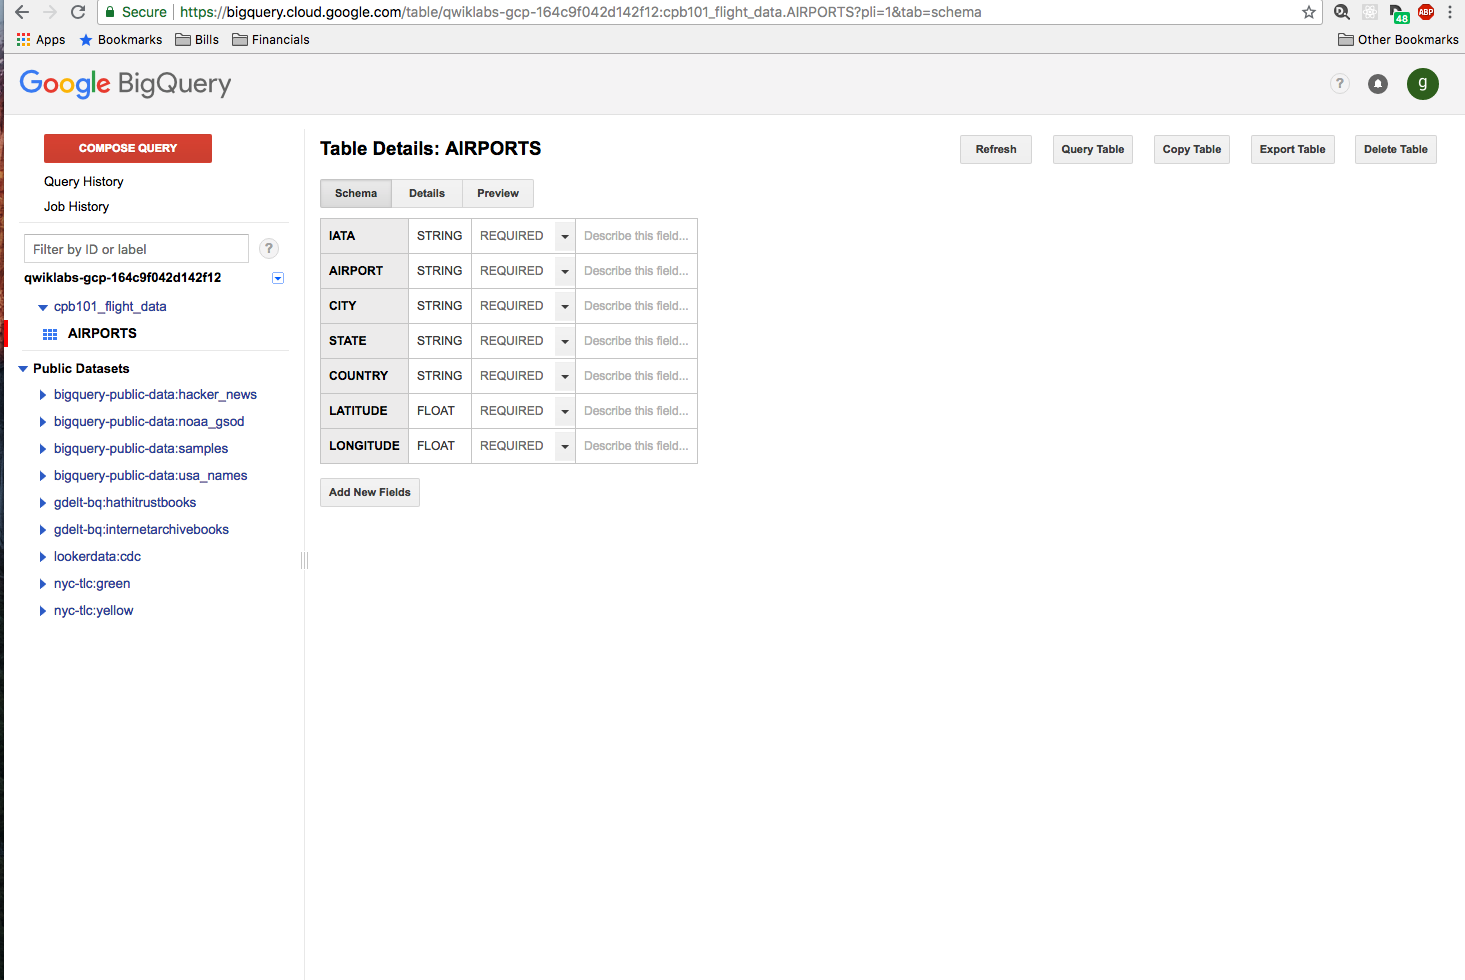 Secure https://bigquery.cloud.google.com/table/qwiklabs-gcp-164c9f042d142f12:cpb101_flight_data.AIRPORTS?pli=1&tab=schema
48 ABP
Apps Bookmarks Bills Financials Other Bookmarks
Google BigQuery ? g
COMPOSE QUERY
Query History
Job History
Filter by ID or label ?
qwiklabs-gcp-164c9f042d142f12
cpb101_flight_data
AIRPORTS
Public Datasets
bigquery-public-data:hacker_news
bigquery-public-data:noaa_gsod
bigquery-public-data:samples
bigquery-public-data:usa_names
gdelt-bq:hathitrustbooks
gdelt-bq:internetarchivebooks
lookerdata:cdc
nyc-tlc:green
nyc-tlc:yellow
Table Details: AIRPORTS
Refresh Query Table Copy Table Export Table Delete Table
Schema Details Preview
IATA STRING REQUIRED Describe this field...
AIRPORT STRING REQUIRED Describe this field...
CITY STRING REQUIRED Describe this field...
STATE STRING REQUIRED Describe this field...
COUNTRY STRING REQUIRED Describe this field...
LATITUDE FLOAT REQUIRED Describe this field...
LONGITUDE FLOAT REQUIRED Describe this field...
Add New Fields